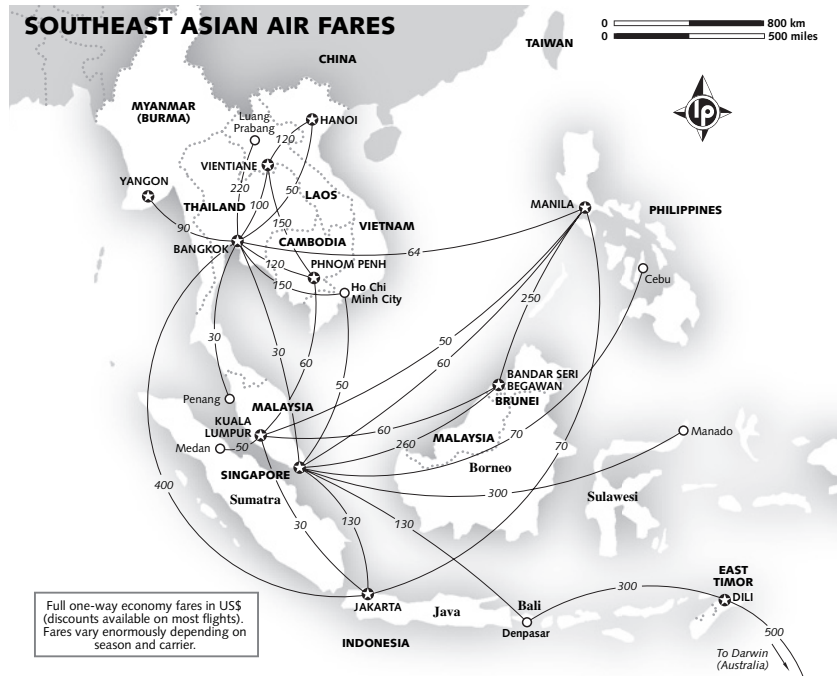 SOUTHEAST ASIAN AIR FARES
0 800 km
0 500 miles
TAIWAN
CHINA
lp
MYANMAR
(BURMA)
Luang
Prabang
HANOI
120
VIENTIANE
YANGON
220
50
LAOS
THAILAND
100
MANILA
PHILIPPINES
150
VIETNAM
90
CAMBODIA
BANGKOK
64
120
PHNOM PENH
Cebu
150
Ho Chi
Minh City
250
30
30
50
60
60
50
BANDAR SERI
BEGAWAN
Penang
BRUNEI
MALAYSIA
KUALA
LUMPUR
60
70
Manado
MALAYSIA
260
70
Medan
50
Borneo
SINGAPORE
400
Sumatra
300
Sulawesi
30
130
130
EAST
TIMOR
300
DILI
JAKARTA
Java
Bali
Denpasar
500
INDONESIA
To Darwin
(Australia)
Full one-way economy fares in US$
(discounts available on most flights).
Fares vary enormously depending on
season and carrier.